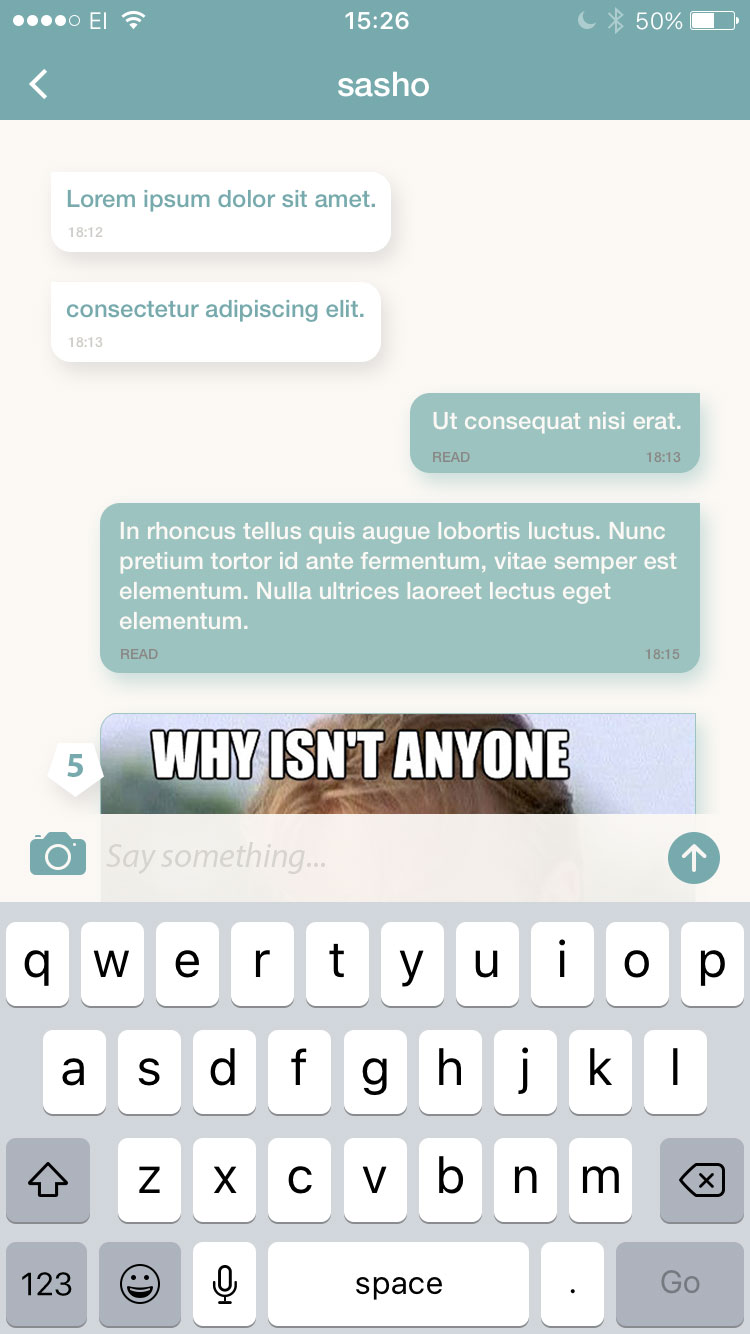 EI 15:26 50%
sasho
Lorem ipsum dolor sit amet.
18:12
consectetur adipiscing elit.
18:13
Ut consequat nisi erat.
READ 18:13
In rhoncus tellus quis augue lobortis luctus. Nunc
pretium tortor id ante fermentum, vitae semper est
elementum. Nulla ultrices laoreet lectus eget
elementum.
READ 18:15
WHY ISN'T ANYONE
5
Say something...
q w e r t y u i o p
a s d f g h j k l
z x c v b n m
123 space . Go